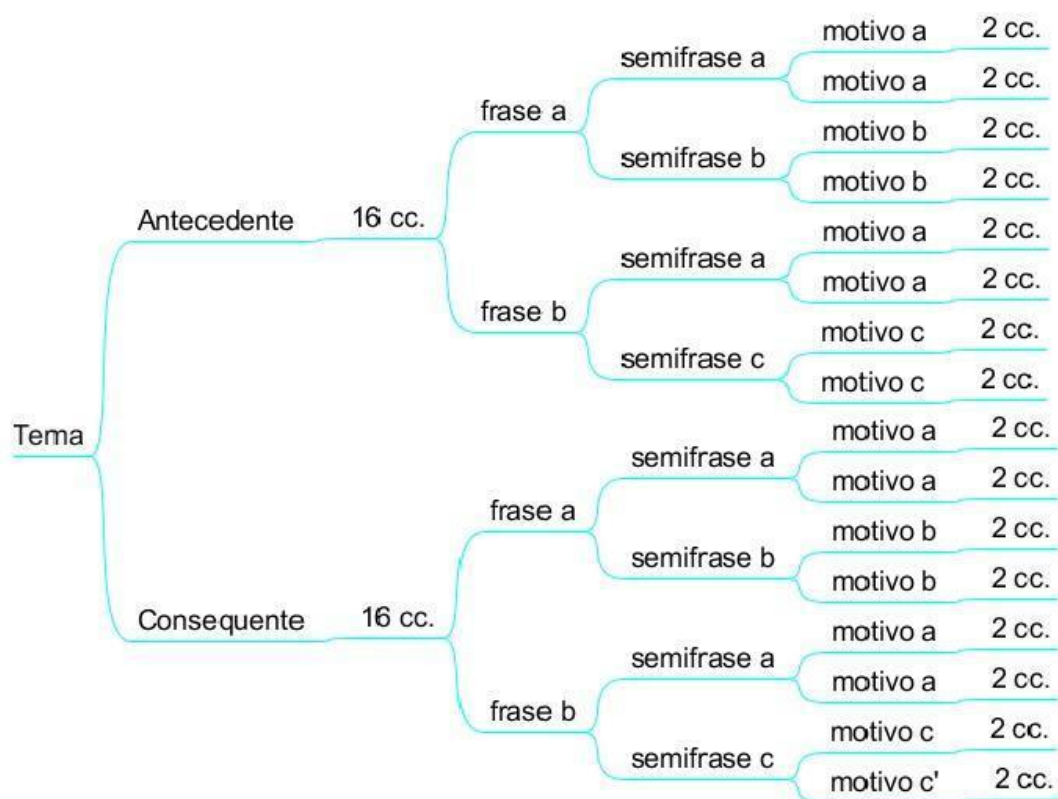 motivo a 2 cc.
semifrase a
motivo a 2 cc.
frase a
motivo b 2 cc.
semifrase b
motivo b 2 cc.
Antecedente 16 cc.
motivo a 2 cc.
semifrase a
motivo a 2 cc.
frase b
motivo c 2 cc.
semifrase c
motivo c 2 cc.
Tema
motivo a 2 cc.
semifrase a
motivo a 2 cc.
frase a
motivo b 2 cc.
semifrase b
motivo b 2 cc.
Consequente 16 cc.
motivo a 2 cc.
semifrase a
motivo a 2 cc.
frase b
motivo c 2 cc.
semifrase c
motivo c' 2 cc.